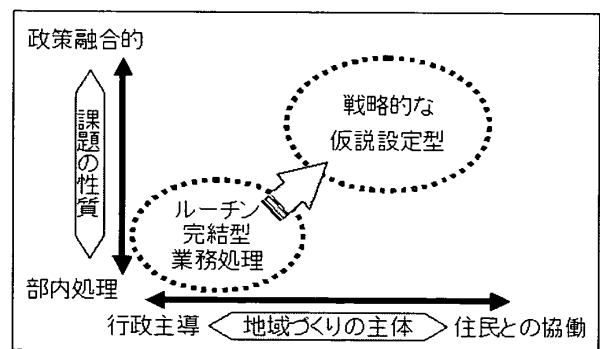 政策融合的
課題の性質
戦略的な
仮説設定型
ルーチン
完結型
業務処理
部内処理
行政主導
地域づくりの主体
住民との協働